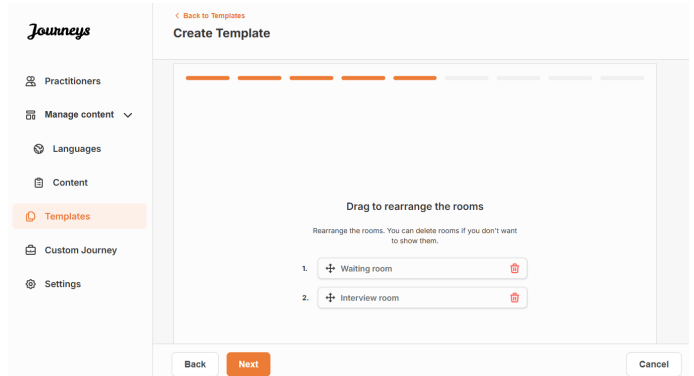 Journeys
Back to Templates
Create Template
Practitioners
Manage content
Languages
Content
Templates
Custom Journey
Settings
Drag to rearrange the rooms
Rearrange the rooms. You can delete rooms if you don't want
to show them.
1. Waiting room
2. Interview room
Back
Next
Cancel